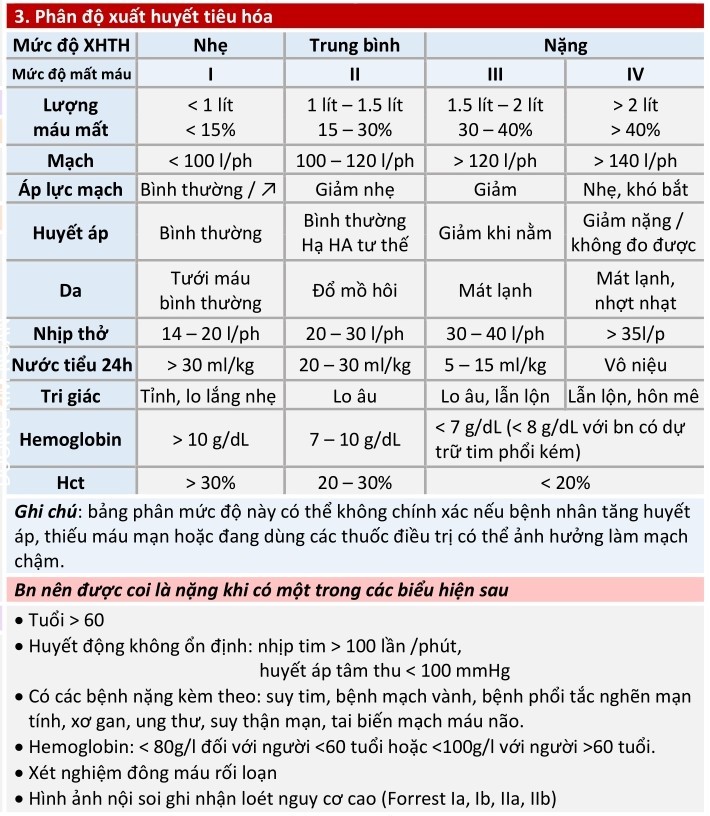 3. Phân độ xuất huyết tiêu hóa
Mức độ XHTH Nhẹ Trung bình Nặng
Mức độ mất máu I II III IV
Lượng máu mất < 1 lít 1 lít – 1.5 lít 1.5 lít – 2 lít > 2 lít
< 15% 15 – 30% 30 – 40% > 40%
Mạch < 100 l/ph 100 – 120 l/ph > 120 l/ph > 140 l/ph
Áp lực mạch Bình thường / ↗ Giảm nhẹ Giảm Nhẹ, khó bắt
Huyết áp Bình thường Bình thường Hạ HA tư thế Giảm khi nằm Giảm nặng / không đo được
Da Tưới máu bình thường Đổ mồ hôi Mát lạnh Mát lạnh, nhợt nhạt
Nhịp thở 14 – 20 l/ph 20 – 30 l/ph 30 – 40 l/ph > 35l/p
Nước tiểu 24h > 30 ml/kg 20 – 30 ml/kg 5 – 15 ml/kg Vô niệu
Tri giác Tỉnh, lo lắng nhẹ Lo âu Lo âu, lẫn lộn Lẫn lộn, hôn mê
Hemoglobin > 10 g/dL 7 – 10 g/dL < 7 g/dL (< 8 g/dL với bn có dự trữ tim phổi kém)
Hct > 30% 20 – 30% < 20%
Ghi chú: bảng phân mức độ này có thể không chính xác nếu bệnh nhân tăng huyết
áp, thiếu máu mạn hoặc đang dùng các thuốc điều trị có thể ảnh hưởng làm mạch
chậm.
Bn nên được coi là nặng khi có một trong các biểu hiện sau
• Tuổi > 60
• Huyết động không ổn định: nhịp tim > 100 lần /phút,
huyết áp tâm thu < 100 mmHg
• Có các bệnh nặng kèm theo: suy tim, bệnh mạch vành, bệnh phổi tắc nghẽn mạn
tính, xơ gan, ung thư, suy thận mạn, tai biến mạch máu não.
• Hemoglobin: < 80g/l đối với người <60 tuổi hoặc <100g/l với người >60 tuổi.
• Xét nghiệm đông máu rối loạn
• Hình ảnh nội soi ghi nhận loét nguy cơ cao (Forrest Ia, Ib, IIa, IIb)